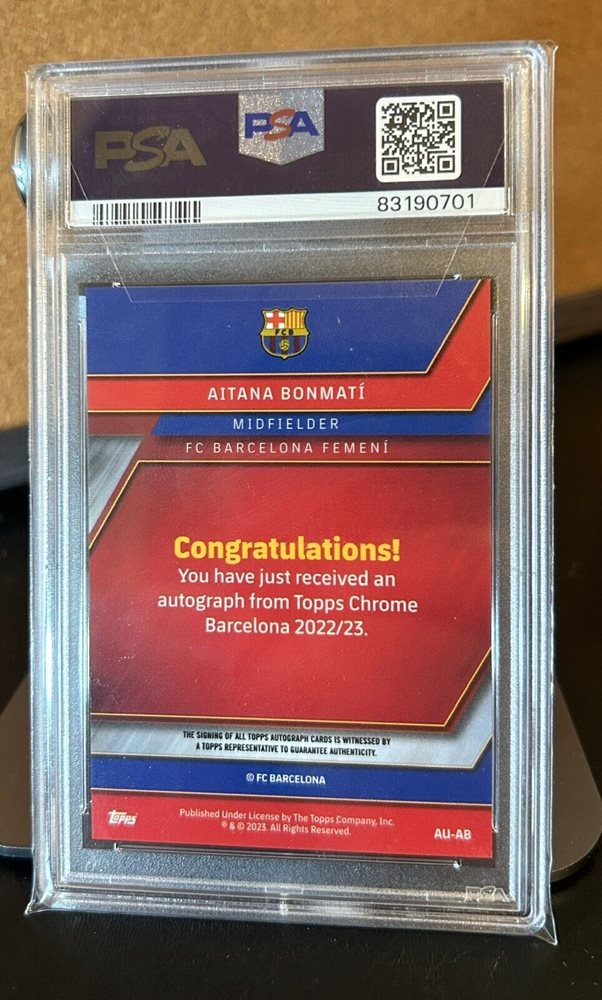 PSA
PSA
83190701
FCB
AITANA BONMATÍ
MIDFIELDER
FC BARCELONA FEMENÍ
Congratulations!
You have just received an
autograph from Topps Chrome
Barcelona 2022/23.
THE SIGNING OF ALL TOPPS AUTOGRAPH CARDS IS WITNESSED BY
A TOPPS REPRESENTATIVE TO GUARANTEE AUTHENTICITY.
© FC BARCELONA
Topps
Published Under License by The Topps Company, Inc.
® & © 2023. All Rights Reserved.
AU-AB
PSA